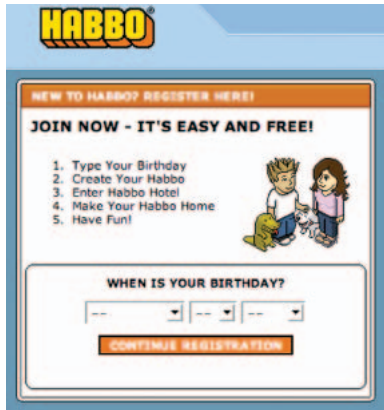 HABBO
NEW TO HABBO? REGISTER HERE!
JOIN NOW - IT'S EASY AND FREE!
1. Type Your Birthday
2. Create Your Habbo
3. Enter Habbo Hotel
4. Make Your Habbo Home
5. Have Fun!
WHEN IS YOUR BIRTHDAY?
-- -- --
CONTINUE REGISTRATION